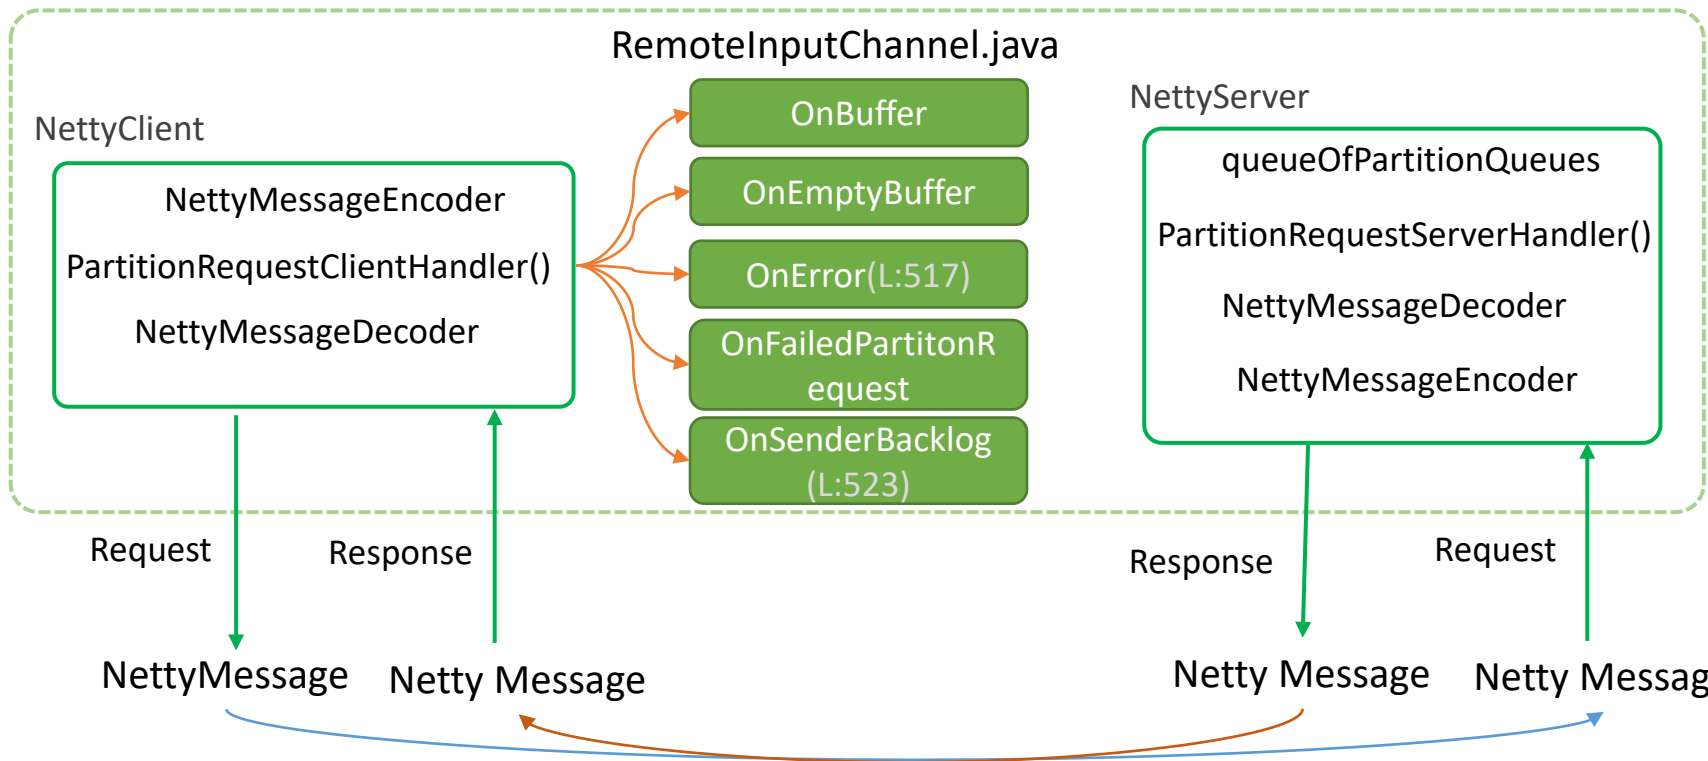 RemoteInputChannel.java
NettyClient
NettyMessageEncoder
PartitionRequestClientHandler()
NettyMessageDecoder
OnBuffer
OnEmptyBuffer
OnError(L:517)
OnFailedPartitonR
equest
OnSenderBacklog
(L:523)
NettyServer
queueOfPartitionQueues
PartitionRequestServerHandler()
NettyMessageDecoder
NettyMessageEncoder
Request
Response
Response
Request
NettyMessage
Netty Message
Netty Message
Netty Messag